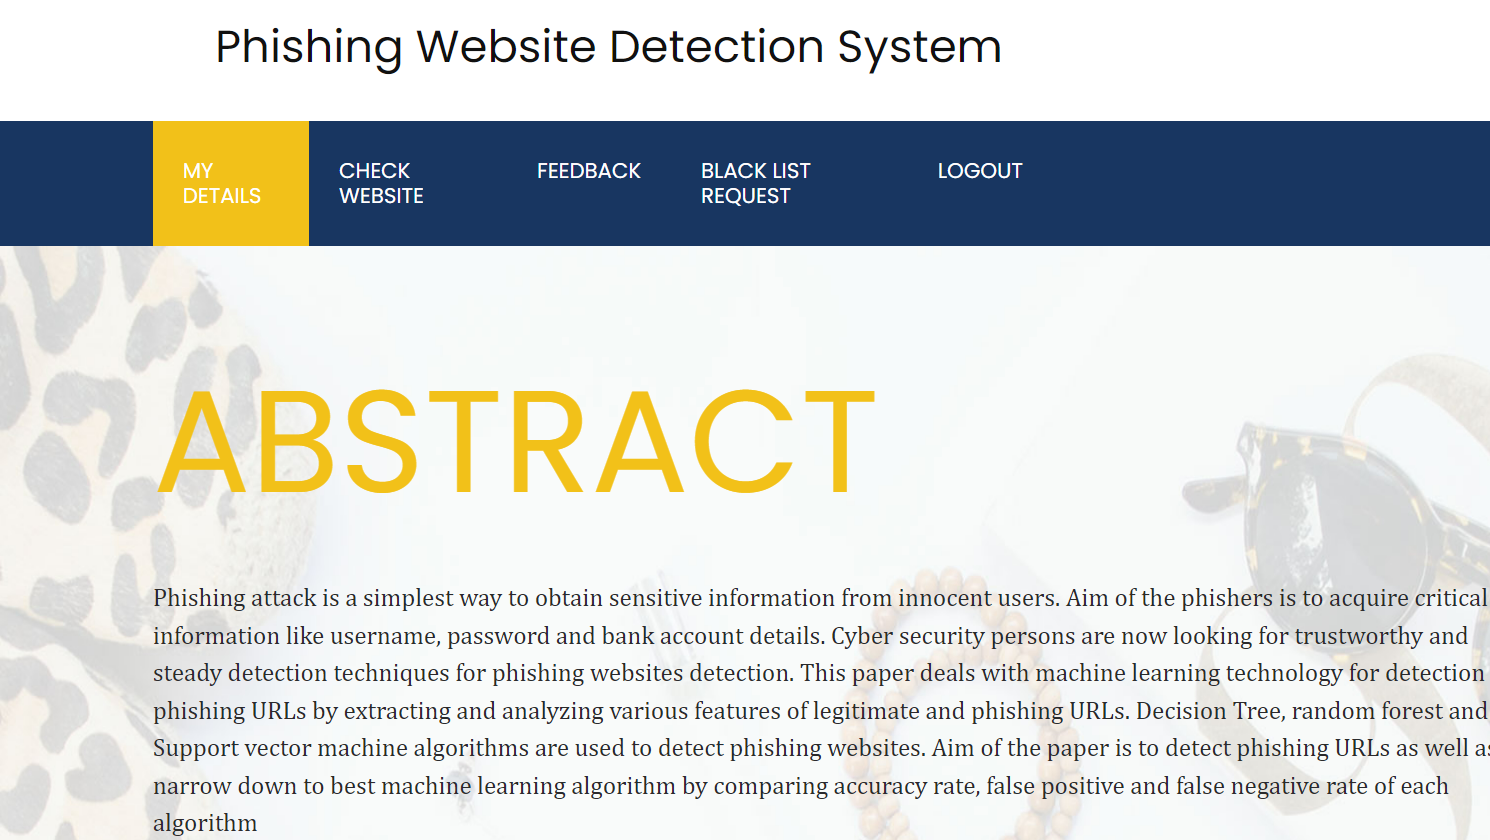 Phishing Website Detection System
MY
DETAILS
CHECK
WEBSITE
FEEDBACK
BLACK LIST
REQUEST
LOGOUT
ABSTRACT
Phishing attack is a simplest way to obtain sensitive information from innocent users. Aim of the phishers is to acquire critical
information like username, password and bank account details. Cyber security persons are now looking for trustworthy and
steady detection techniques for phishing websites detection. This paper deals with machine learning technology for detection
phishing URLs by extracting and analyzing various features of legitimate and phishing URLs. Decision Tree, random forest and
Support vector machine algorithms are used to detect phishing websites. Aim of the paper is to detect phishing URLs as well as
narrow down to best machine learning algorithm by comparing accuracy rate, false positive and false negative rate of each
algorithm